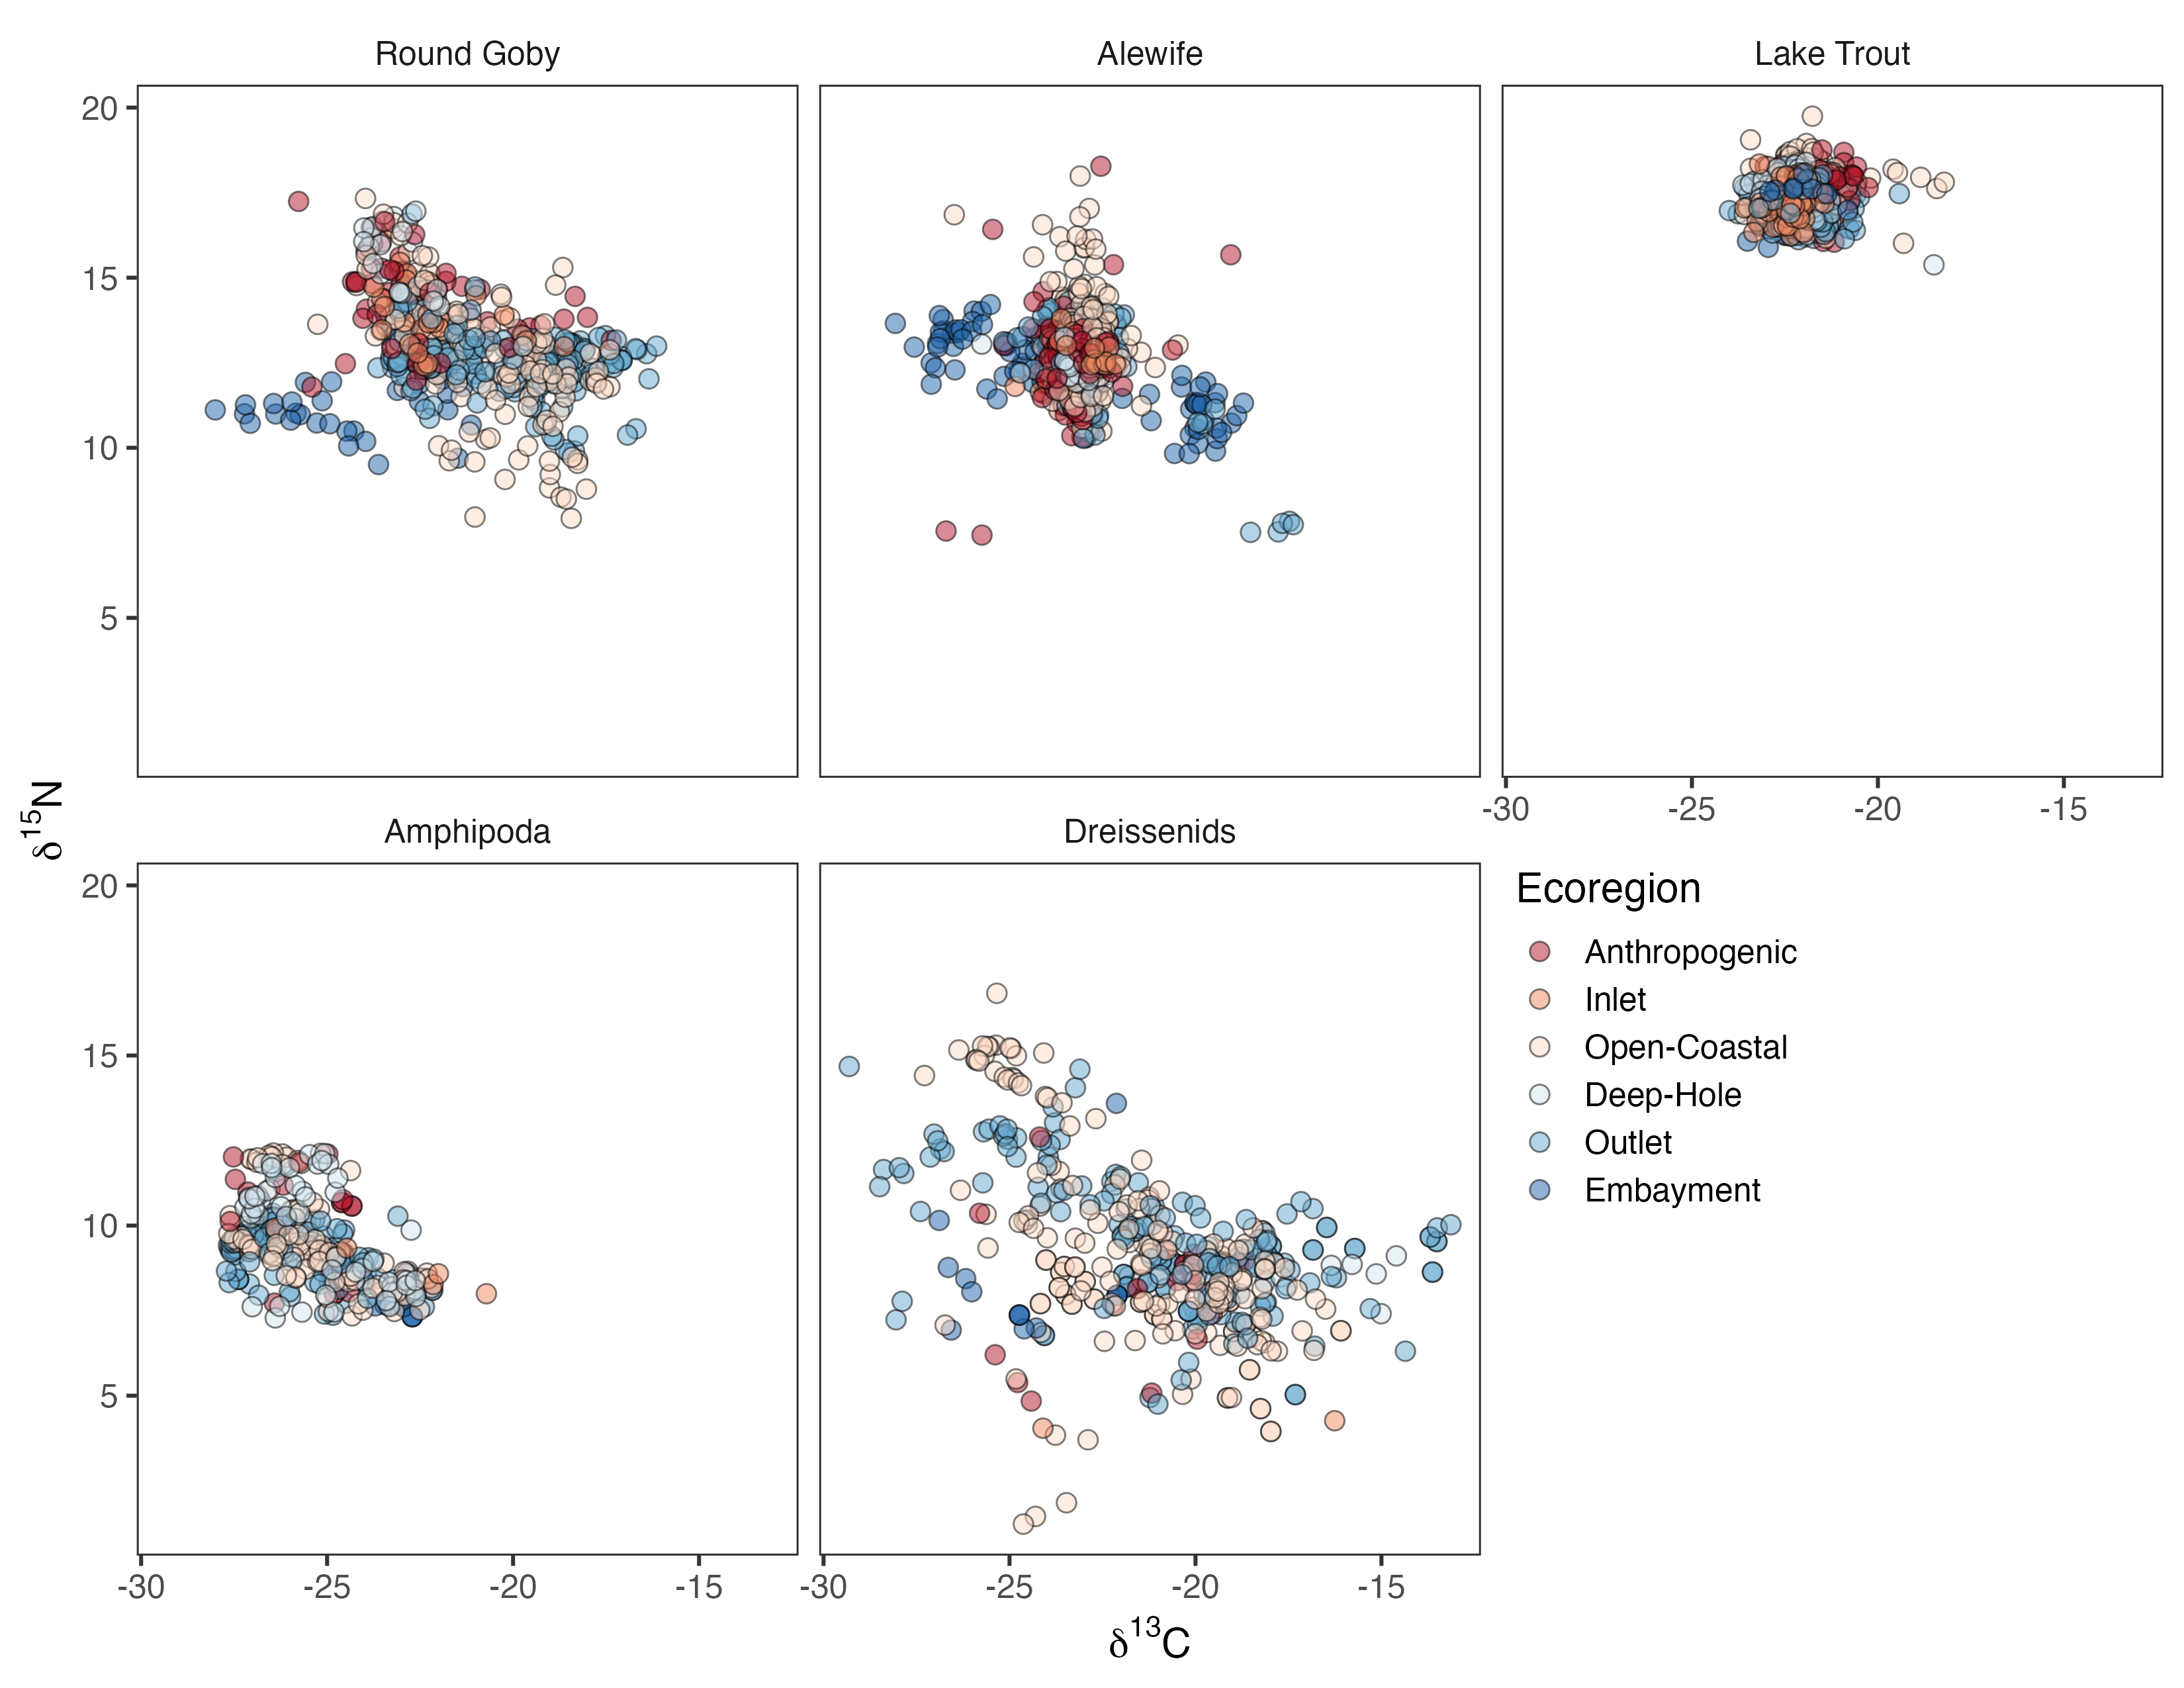 Round Goby
Alewife
Lake Trout
20
15
10
5
-30 -25 -20 -15
δ15N
Amphipoda
Dreissenids
20
15
10
5
-30 -25 -20 -15
-30 -25 -20 -15
δ13C
Ecoregion
Anthropogenic
Inlet
Open-Coastal
Deep-Hole
Outlet
Embayment